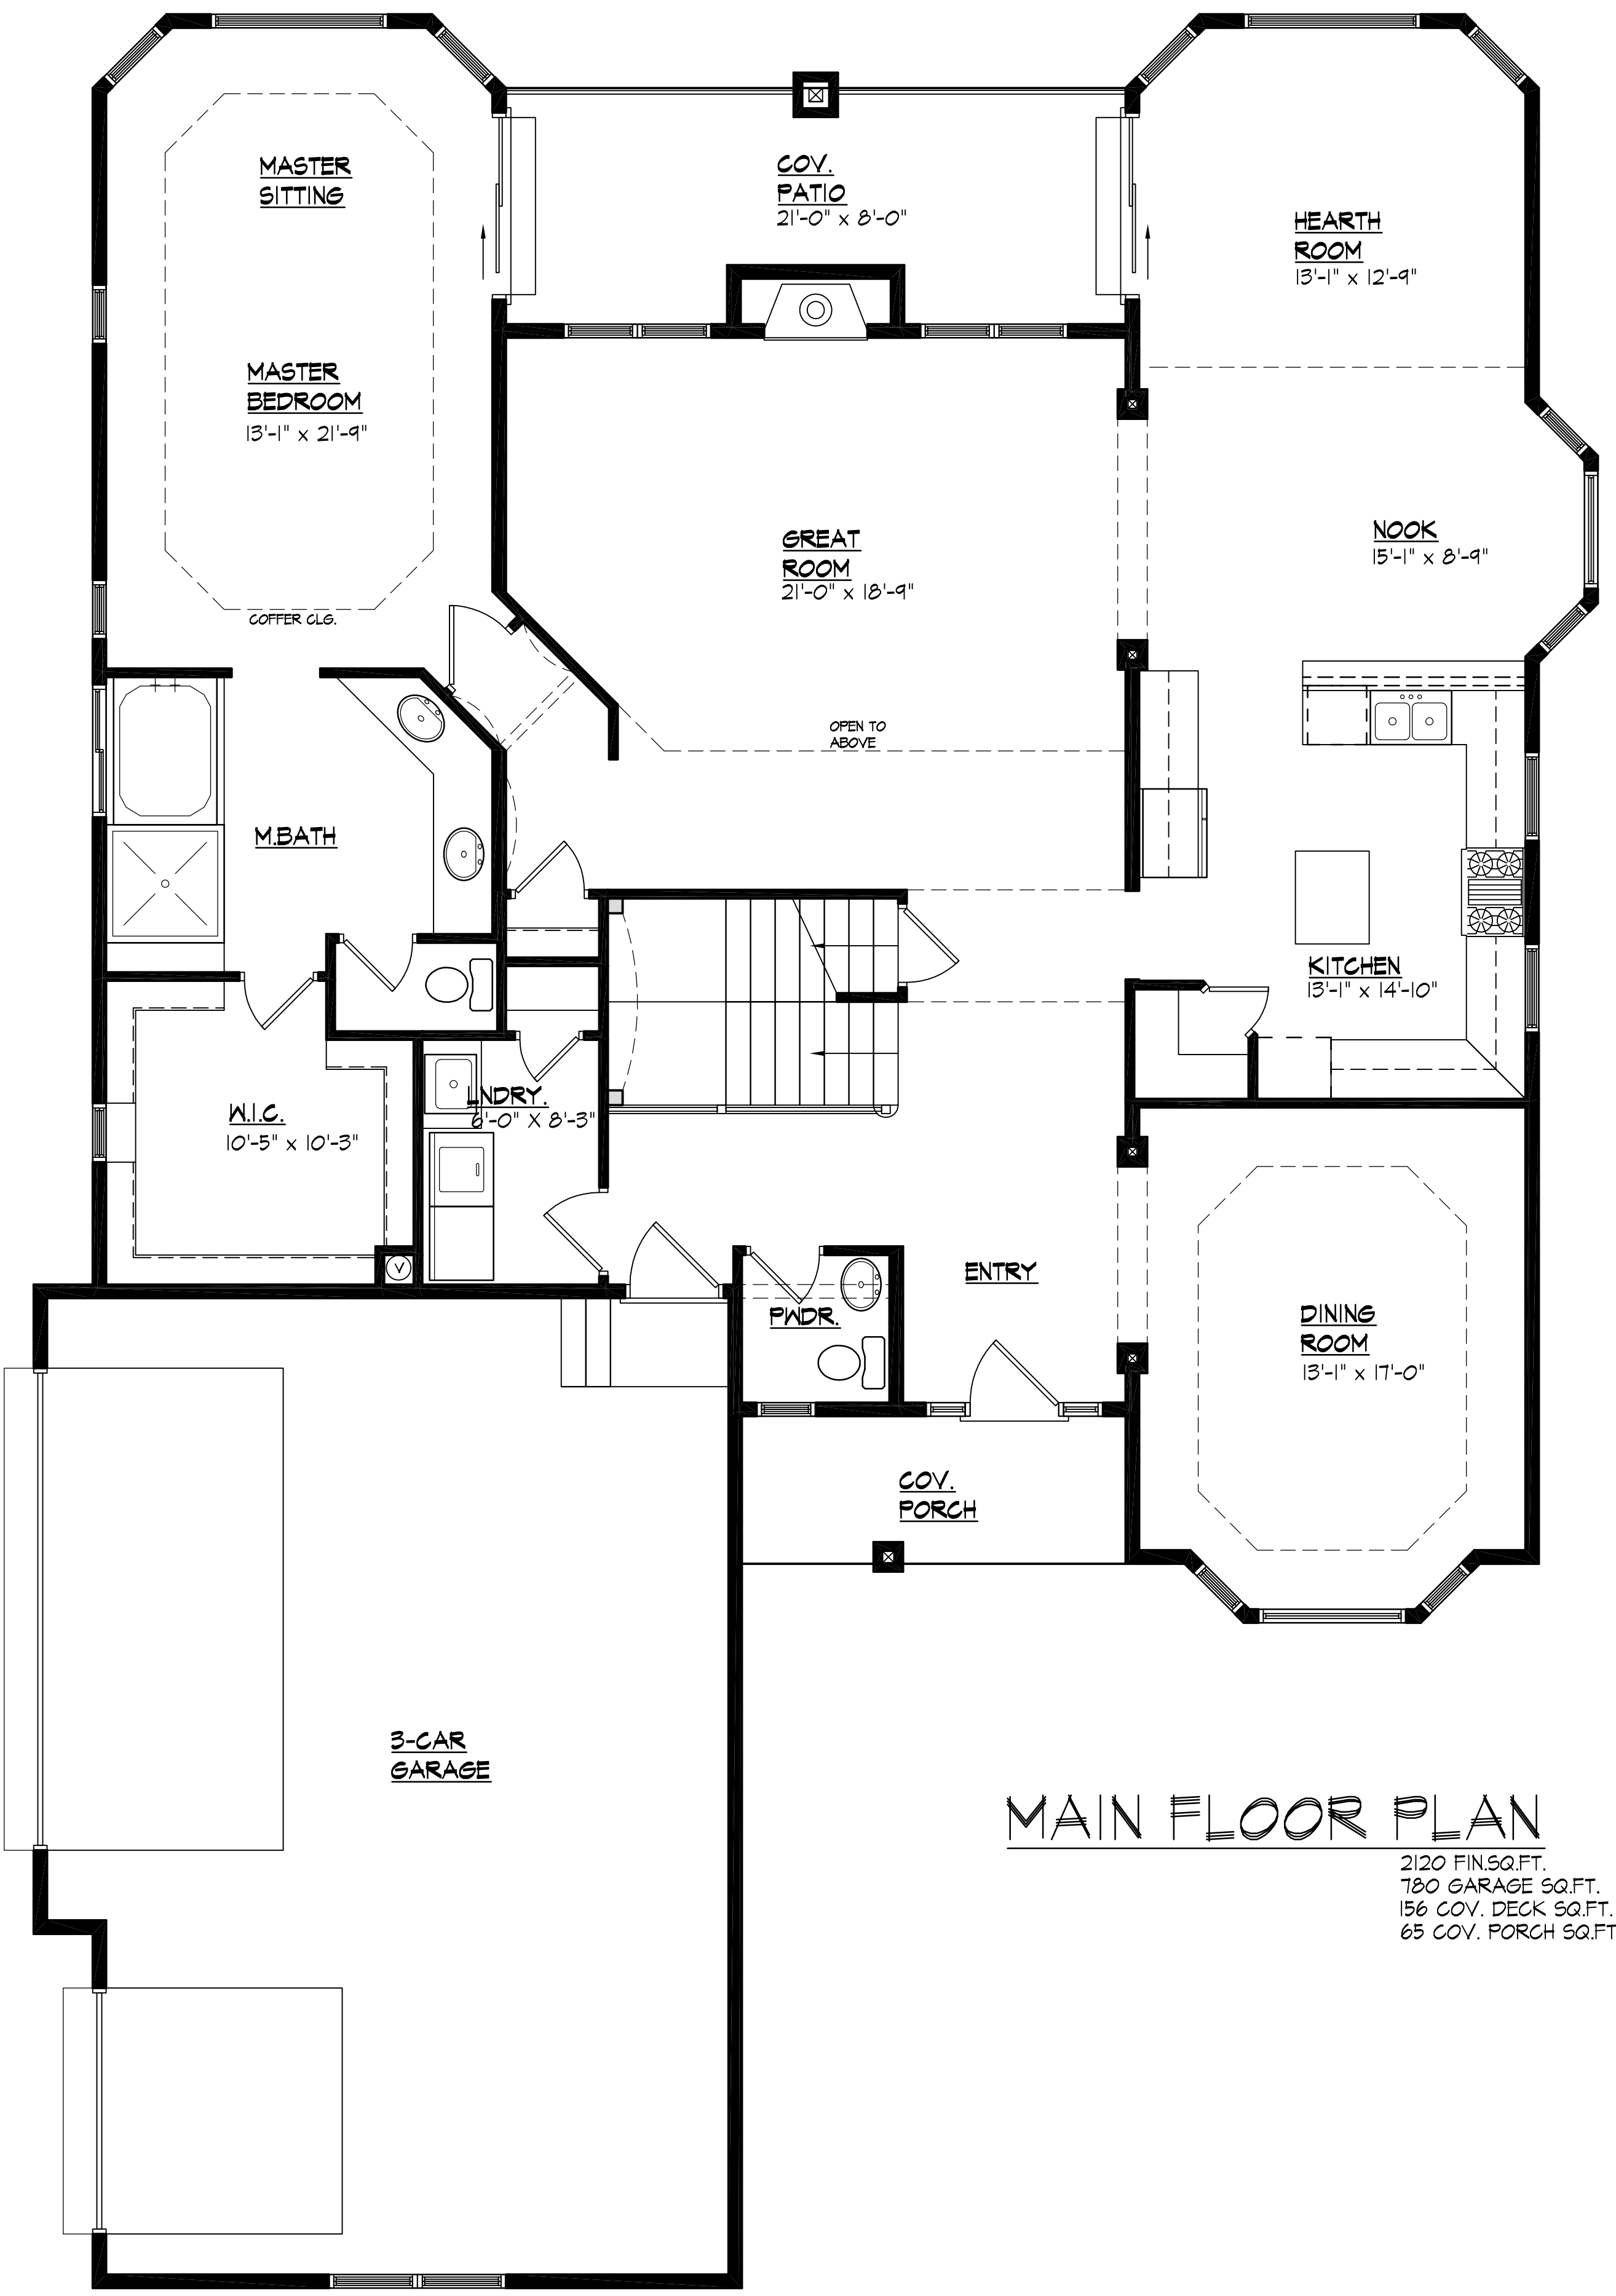 MASTER
SITTING
COV.
PATIO
21'-0" x 8'-0"
HEARTH
ROOM
13'-1" x 12'-9"
MASTER
BEDROOM
13'-1" x 21'-9"
COFFER CLG.
GREAT
ROOM
21'-0" x 18'-9"
NOOK
15'-1" x 8'-9"
OPEN TO
ABOVE
M.BATH
KITCHEN
13'-1" x 14'-10"
W.I.C.
10'-5" x 10'-3"
LNDRY.
6'-0" X 8'-3"
V
PWDR.
ENTRY
DINING
ROOM
13'-1" x 17'-0"
COV.
PORCH
3-CAR
GARAGE
MAIN FLOOR PLAN
2120 FIN.SQ.FT.
780 GARAGE SQ.FT.
156 COV. DECK SQ.FT.
65 COV. PORCH SQ.FT